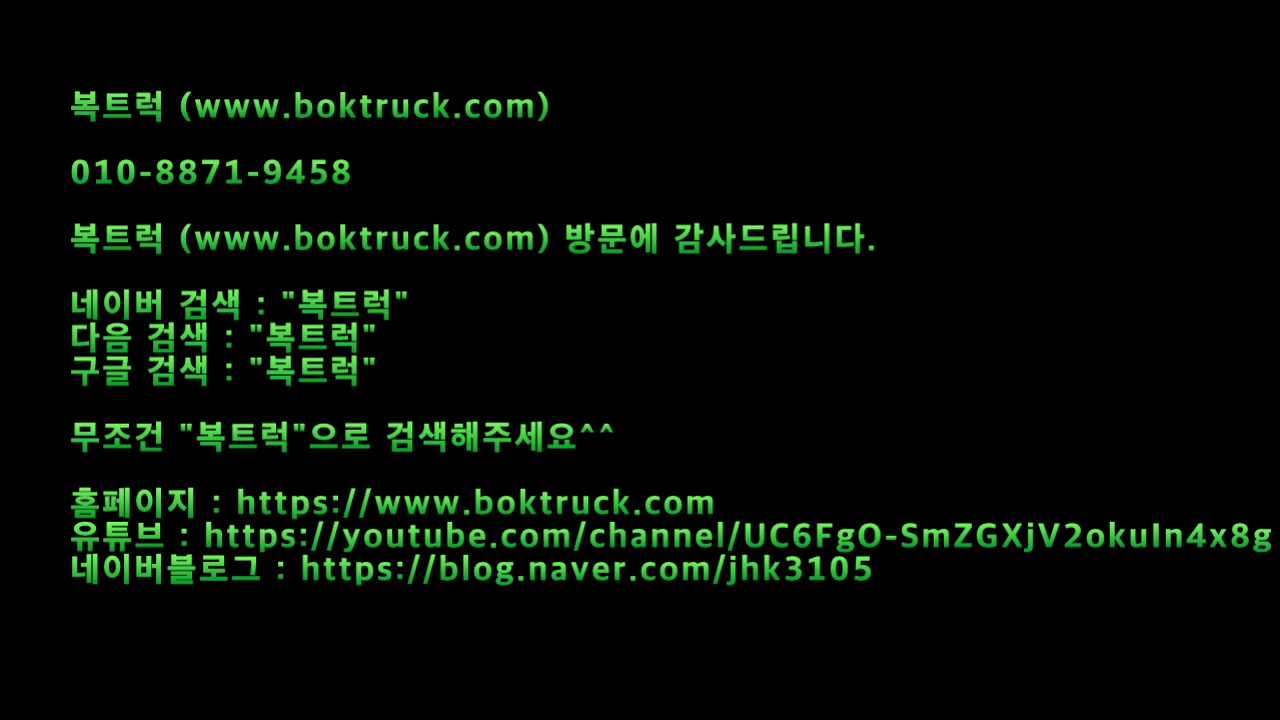 복트럭 (www.boktruck.com)
010-8871-9458
복트럭 (www.boktruck.com) 방문에 감사드립니다.
네이버 검색 : "복트럭"
다음 검색 : "복트럭"
구글 검색 : "복트럭"
무조건 "복트럭"으로 검색해주세요^^
홈페이지 : https://www.boktruck.com
유튜브 : https://youtube.com/channel/UC6FgO-SmZGXjV2okuIn4x8g
네이버블로그 : https://blog.naver.com/jhk3105